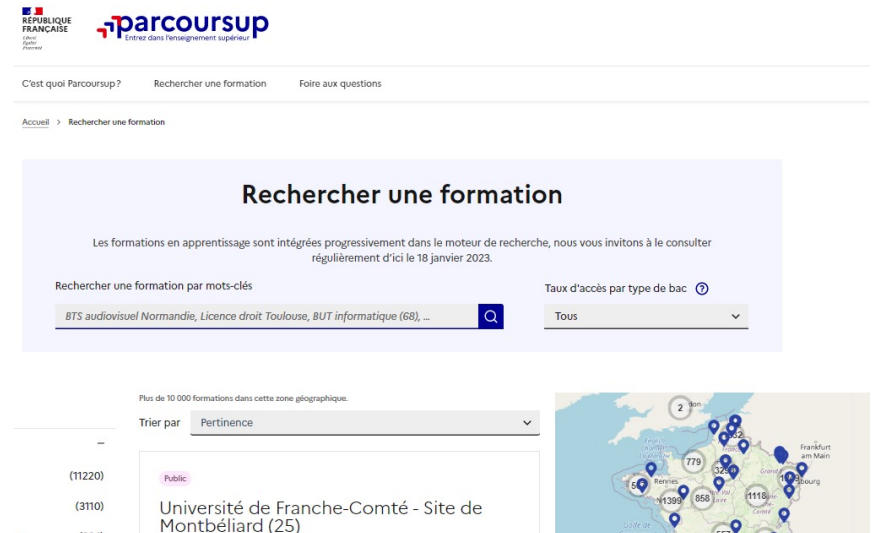 RÉPUBLIQUE
FRANÇAISE
Liberté
Égalité
Fraternité
parcoursup
Entrez dans l'enseignement supérieur
C'est quoi Parcoursup?
Rechercher une formation
Foire aux questions
Accueil > Rechercher une formation
Rechercher une formation
Les formations en apprentissage sont intégrées progressivement dans le moteur de recherche, nous vous invitons à le consulter
régulièrement d'ici le 18 janvier 2023.
Rechercher une formation par mots-clés
Taux d'accès par type de bac ?
BTS audiovisuel Normandie, Licence droit Toulouse, BUT informatique (68), ...
Tous
Plus de 10 000 formations dans cette zone géographique.
Trier par
Pertinence
(11220)
(3110)
Public
Université de Franche-Comté - Site de
Montbéliard (25)
2
Frankfurt
am Main
779
Rennes
1399
858
1118